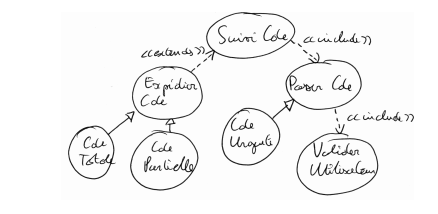 Suivi Cde
<<extends>>
<<include>>
Expédier
Cde
Passer Cde
<<include>>
Cde
Totale
Cde
Partielle
Cde
Urgente
Valider
Utilisateur